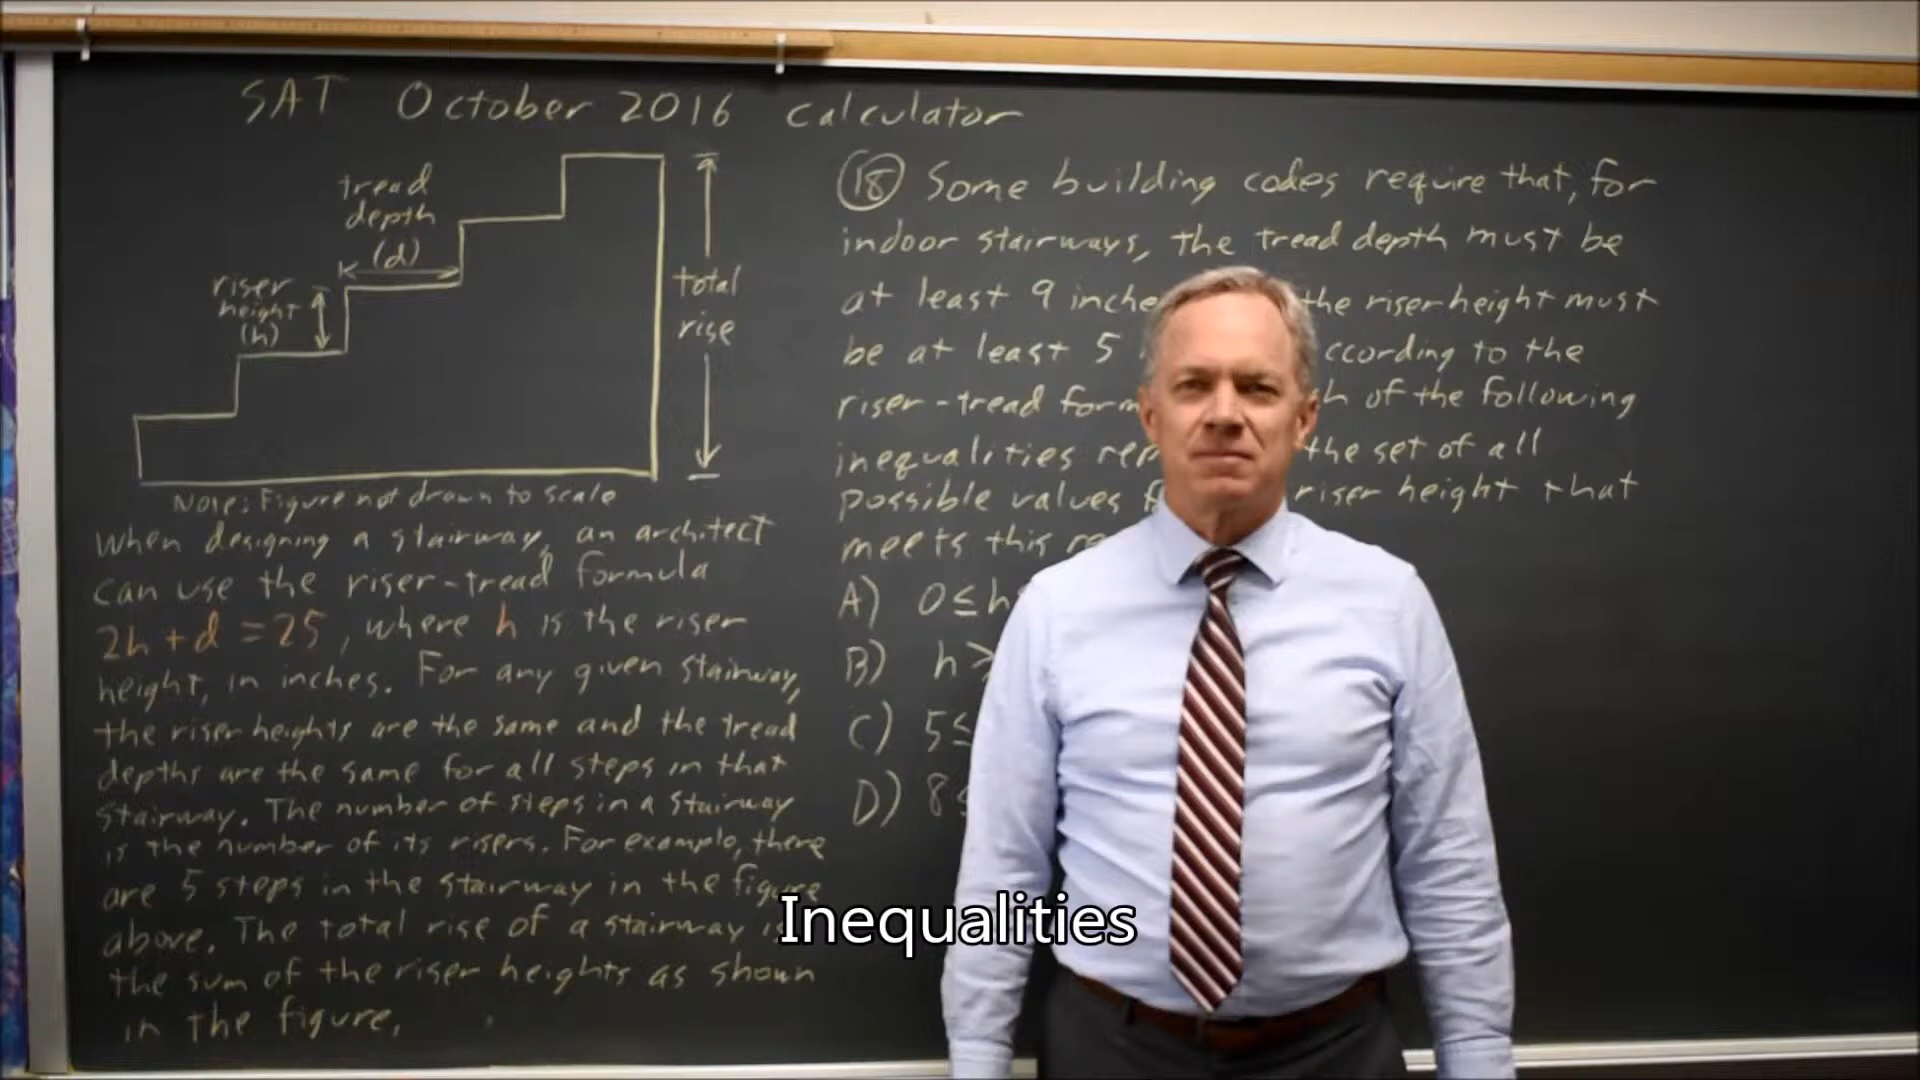 SAT October 2016 calculator
tread
depth
(d)
riser
height
(h)
total
rise
Note: Figure not drawn to scale
When designing a stairway, an architect
can use the riser-tread formula
2h + d = 25, where h is the riser
height, in inches. For any given stairway,
the riser heights are the same and the tread
depths are the same for all steps in that
stairway. The number of steps in a stairway
is the number of its risers. For example, there
are 5 steps in the stairway in the figure
above. The total rise of a stairway is
the sum of the riser heights as shown
in the figure.
(18) Some building codes require that, for
indoor stairways, the tread depth must be
at least 9 inche the riser height must
be at least 5 ccording to the
riser-tread form h of the following
inequalities rep the set of all
possible values riser height that
meets this re
A) 0 ≤ h
B) h
C) 5 ≤
D) 8 ≤
Inequalities